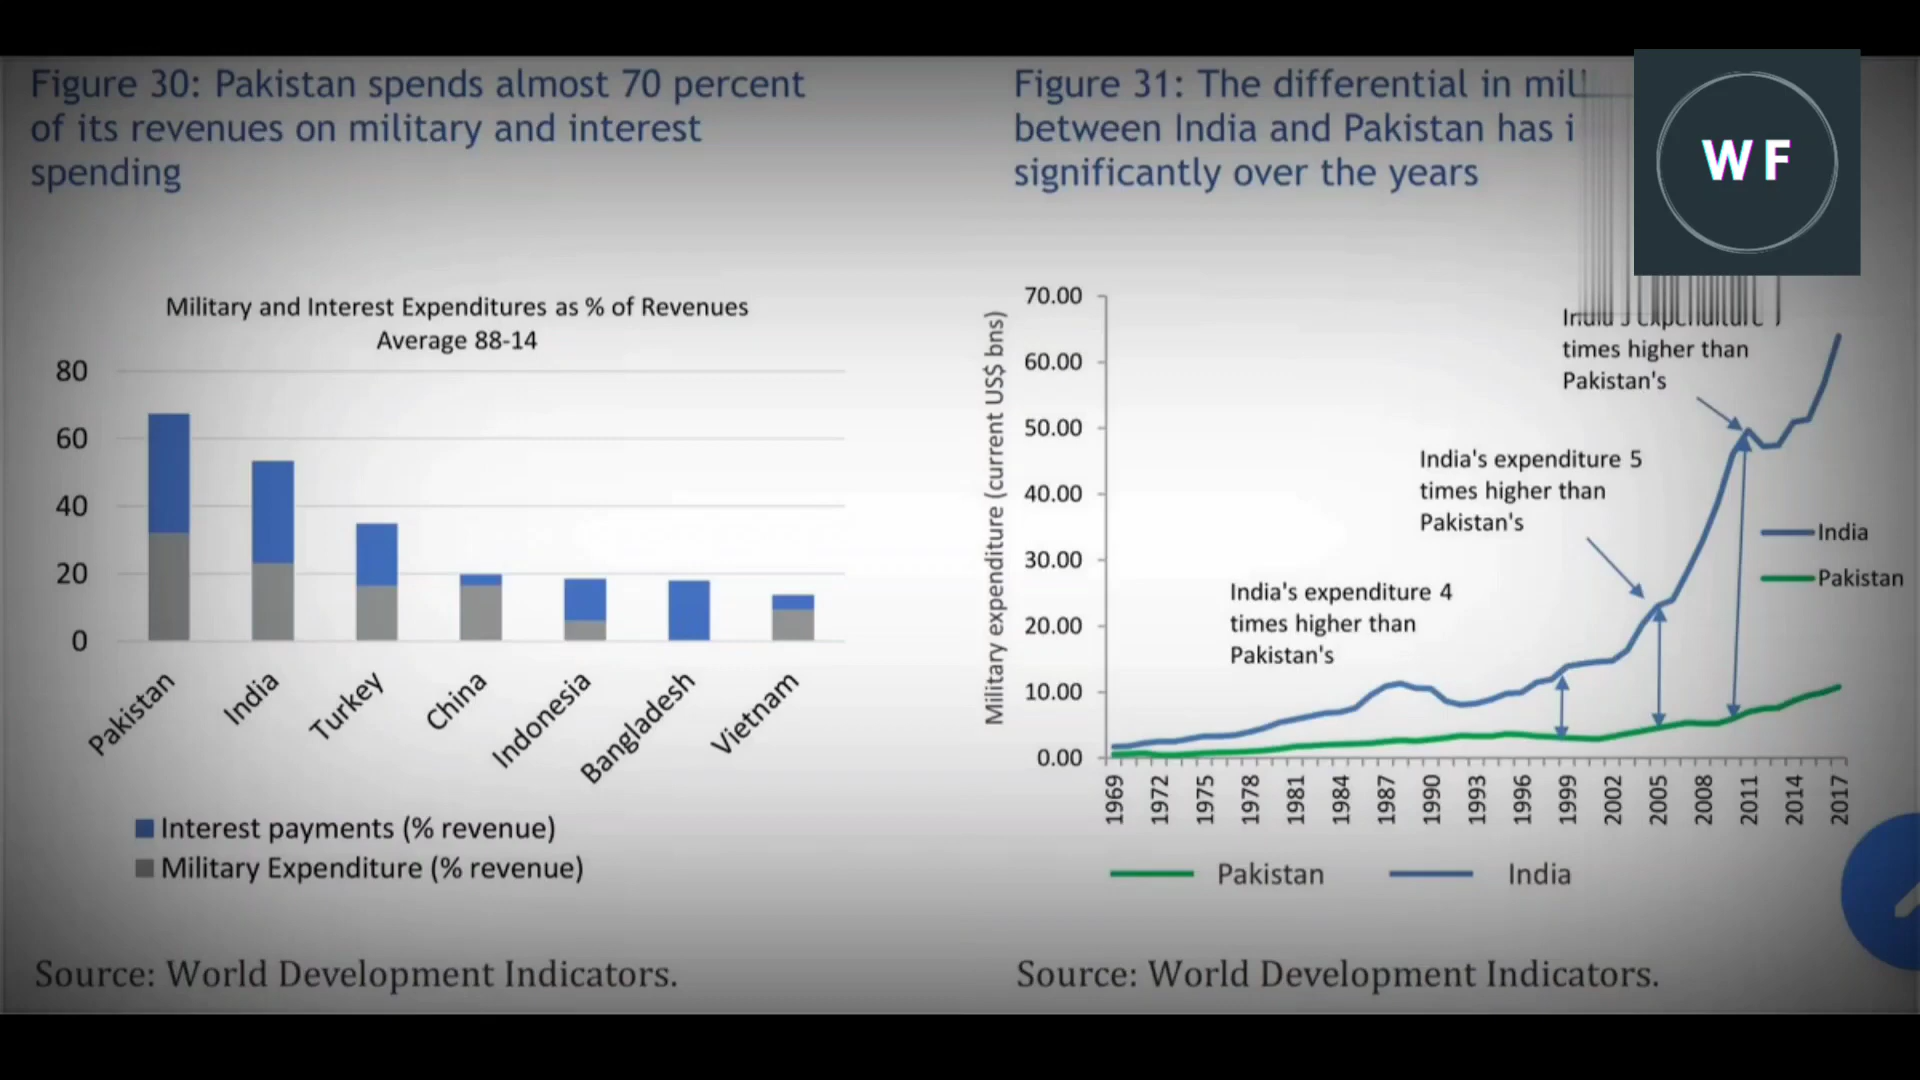 Figure 30: Pakistan spends almost 70 percent
of its revenues on military and interest
spending
Military and Interest Expenditures as % of Revenues
Average 88-14
80
60
40
20
0
Pakistan
India
Turkey
China
Indonesia
Bangladesh
Vietnam
Interest payments (% revenue)
Military Expenditure (% revenue)
Source: World Development Indicators.
Figure 31: The differential in
between India and Pakistan has
significantly over the years
WF
Military expenditure (current US$ bns)
70.00
60.00
50.00
40.00
30.00
20.00
10.00
0.00
India's expenditure 4
times higher than
Pakistan's
India's expenditure 5
times higher than
Pakistan's
India's expenditure
times higher than
Pakistan's
India
Pakistan
1969
1972
1975
1978
1981
1984
1987
1990
1993
1996
1999
2002
2005
2008
2011
2014
2017
Pakistan
India
Source: World Development Indicators.